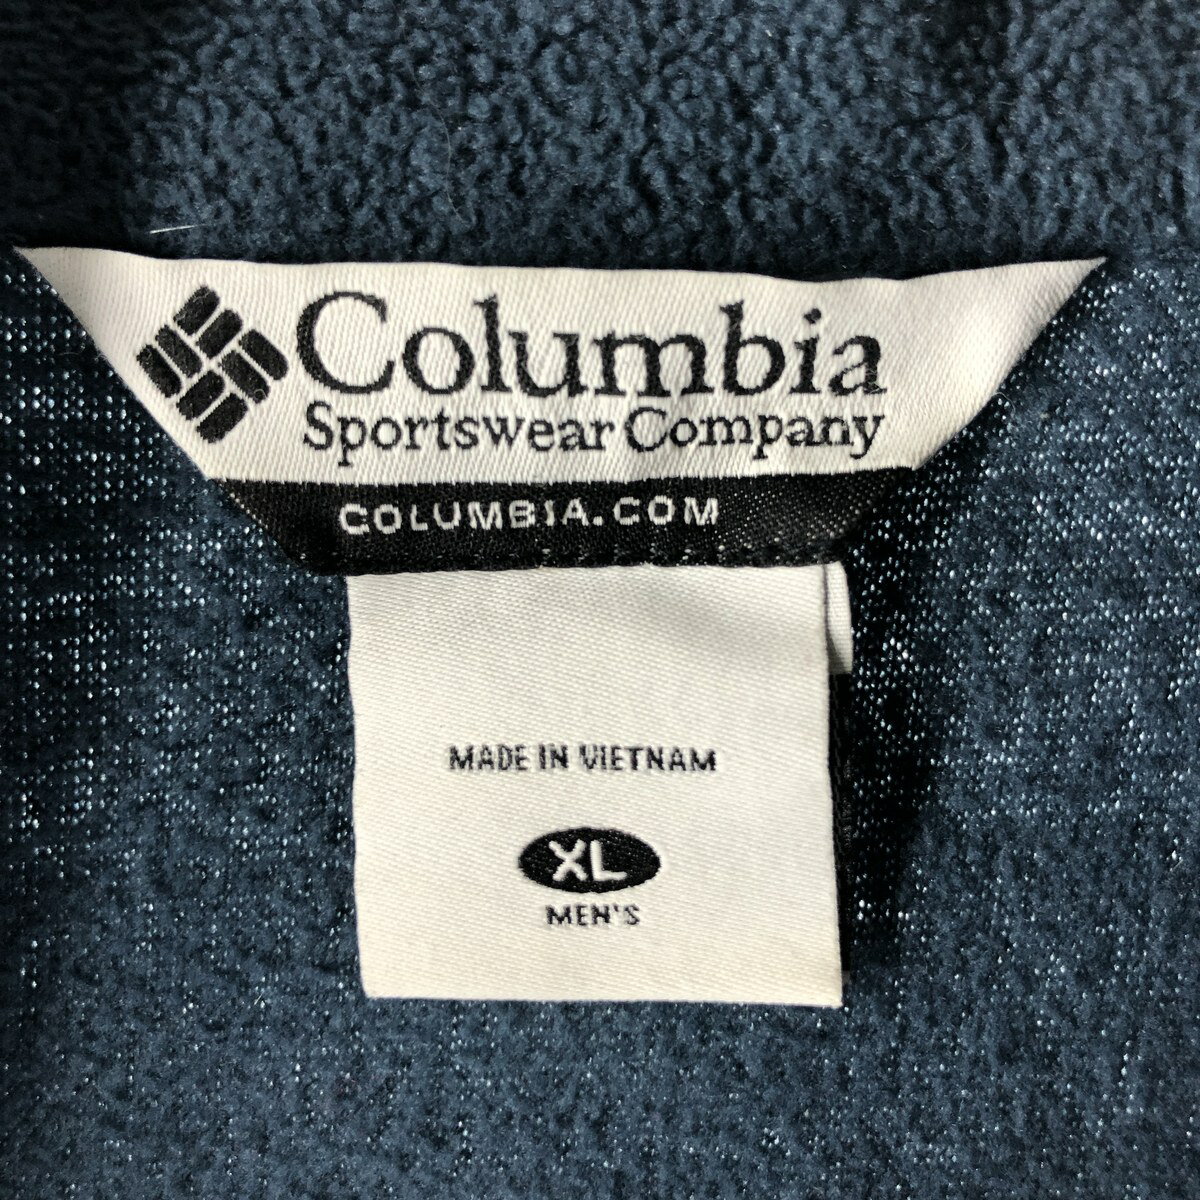 Columbia
Sportswear Company
COLUMBIA.COM
MADE IN VIETNAM
XL
MEN'S